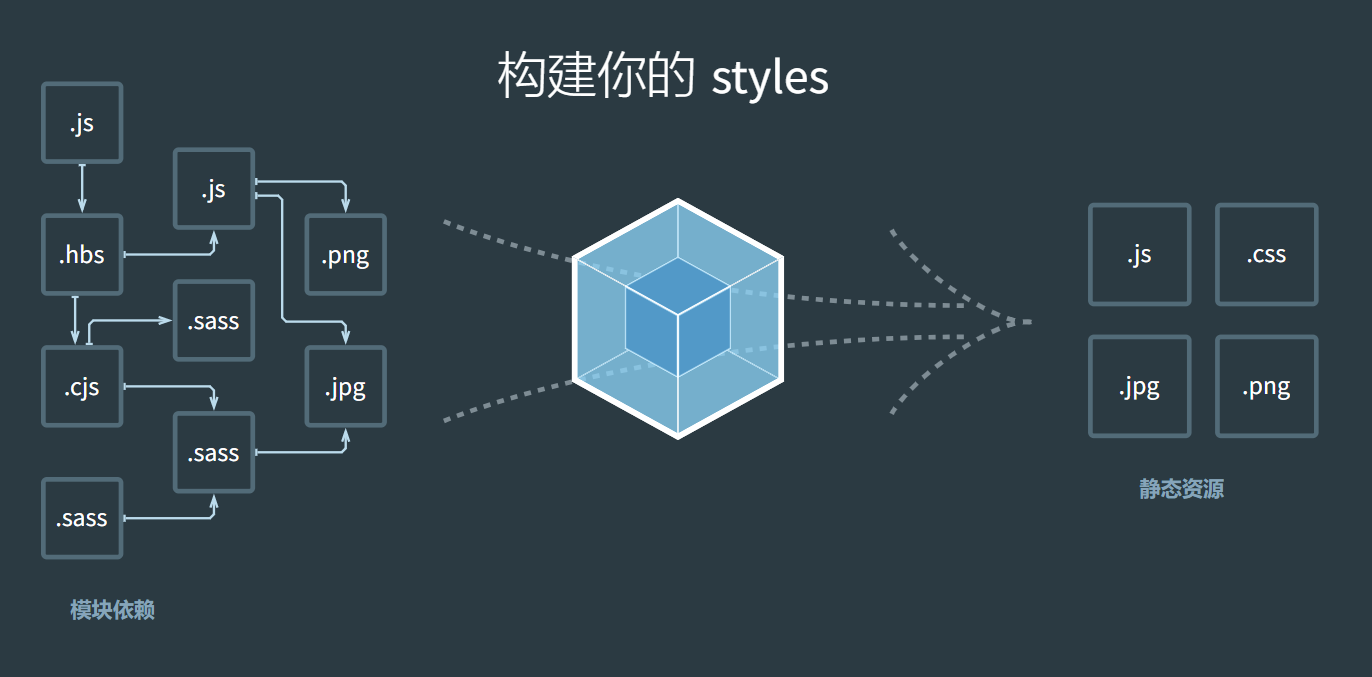 构建你的 styles
.js
.js
.hbs
.png
.sass
.cjs
.jpg
.sass
.sass
模块依赖
.js
.css
.jpg
.png
静态资源